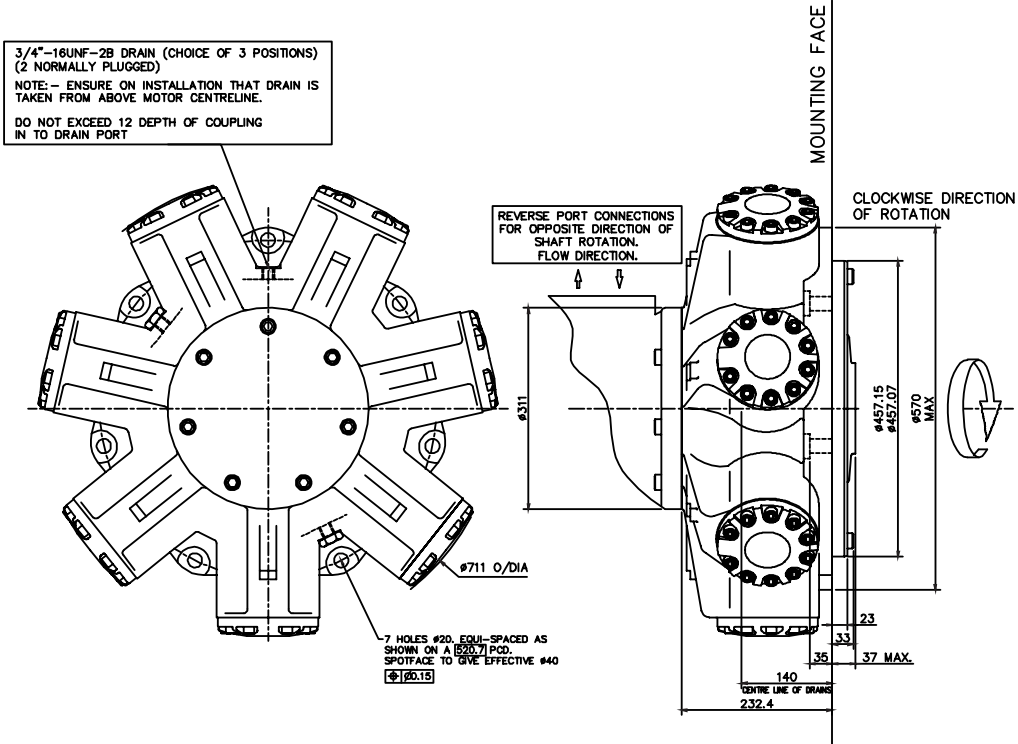 3/4"-16UNF-2B DRAIN (CHOICE OF 3 POSITIONS)
(2 NORMALLY PLUGGED)
NOTE:- ENSURE ON INSTALLATION THAT DRAIN IS
TAKEN FROM ABOVE MOTOR CENTRELINE.
DO NOT EXCEED 12 DEPTH OF COUPLING
IN TO DRAIN PORT
MOUNTING FACE
CLOCKWISE DIRECTION
OF ROTATION
REVERSE PORT CONNECTIONS
FOR OPPOSITE DIRECTION OF
SHAFT ROTATION.
FLOW DIRECTION.
ø311
ø457.15
ø457.07
ø570
MAX
ø711 O/DIA
7 HOLES ø20. EQUI-SPACED AS
SHOWN ON A 520.7 PCD.
SPOTFACE TO GIVE EFFECTIVE ø40
⌖ ø0.15
23
33
35
37 MAX.
140
CENTRE LINE OF DRAINS
232.4